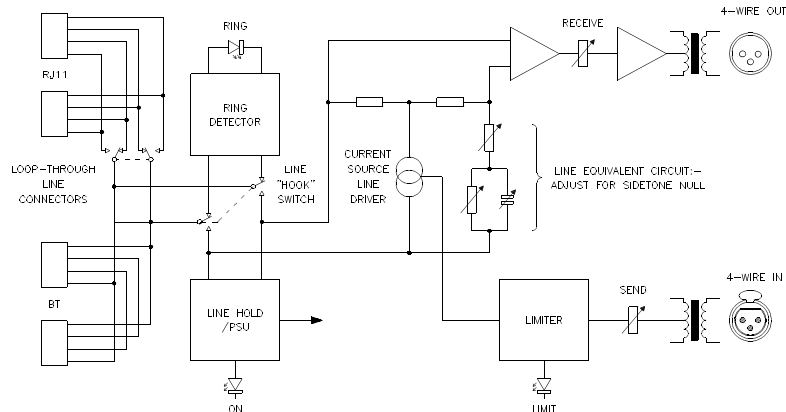 4-WIRE OUT
RECEIVE
RING
RJ11
RING
DETECTOR
LOOP-THROUGH
LINE
CONNECTORS
LINE
"HOOK"
SWITCH
CURRENT
SOURCE
LINE
DRIVER
LINE EQUIVALENT CIRCUIT:-
ADJUST FOR SIDETONE NULL
BT
LINE HOLD
/PSU
LIMITER
SEND
4-WIRE IN
ON
LIMIT